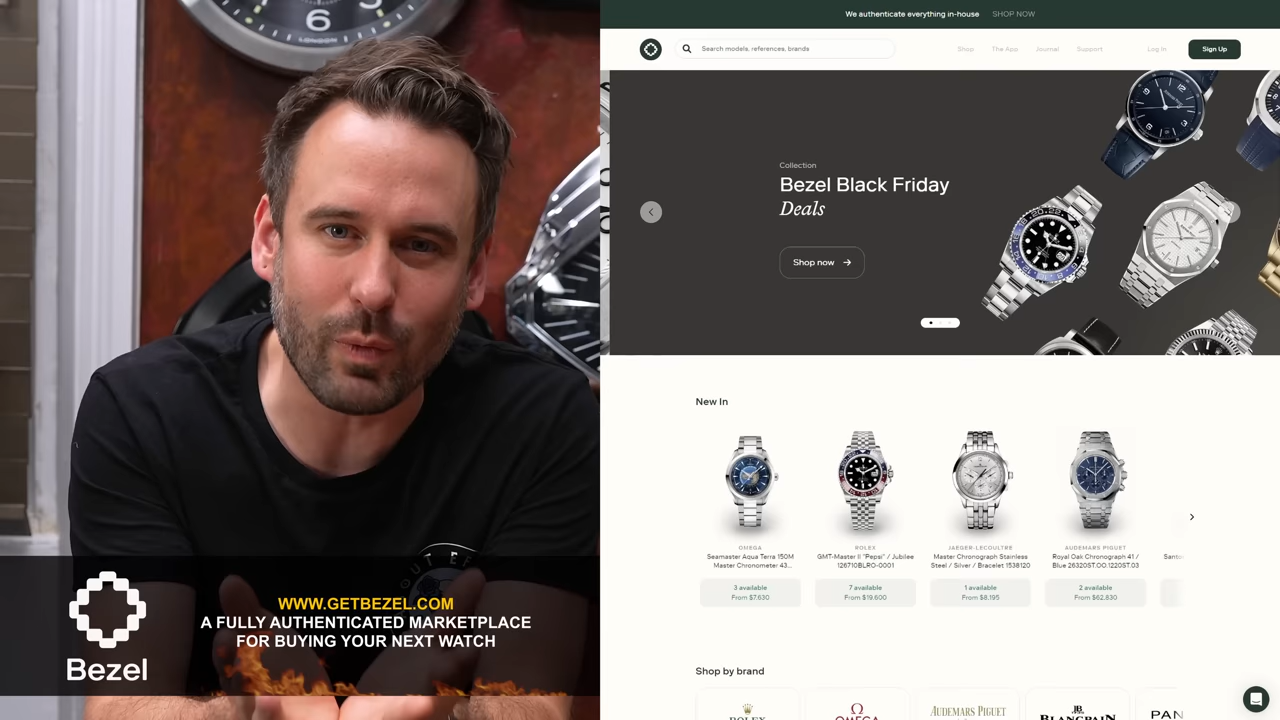 6
LONDON
Bezel
WWW.GETBEZEL.COM
A FULLY AUTHENTICATED MARKETPLACE
FOR BUYING YOUR NEXT WATCH
We authenticate everything in-house SHOP NOW
Search models, references, brands
Shop The App Journal Support Log In Sign Up
Collection
Bezel Black Friday
Deals
Shop now
New In
OMEGA
Seamaster Aqua Terra 150M
Master Chronometer 43...
3 available
From $7,630
ROLEX
GMT-Master II "Pepsi" / Jubilee
126710BLRO-0001
7 available
From $19,600
JAEGER-LECOULTRE
Master Chronograph Stainless
Steel / Silver / Bracelet 1538120
1 available
From $8,195
AUDEMARS PIGUET
Royal Oak Chronograph 41 /
Blue 26320ST.OO.1220ST.03
2 available
From $62,830
Shop by brand
ROLEX
OMEGA
AUDEMARS PIGUET
JB
BLANCPAIN